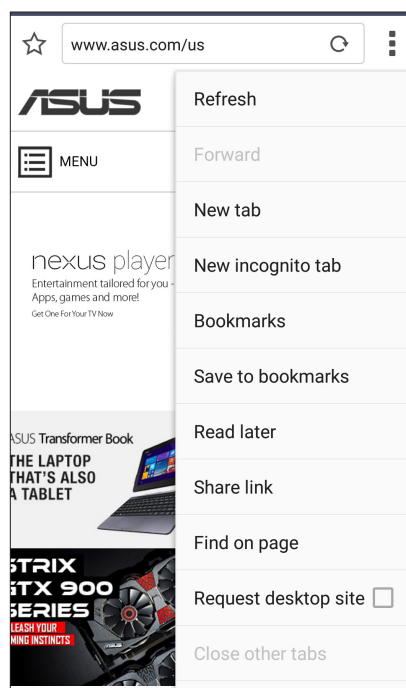 www.asus.com/us
ASUS
MENU
nexus player
Entertainment tailored for you -
Apps, games and more!
Get One For Your TV Now
ASUS Transformer Book
THE LAPTOP
THAT'S ALSO
A TABLET
STRIX
GTX 900
SERIES
LEASH YOUR
MING INSTINCTS
ASUS
Refresh
Forward
New tab
New incognito tab
Bookmarks
Save to bookmarks
Read later
Share link
Find on page
Request desktop site
Close other tabs